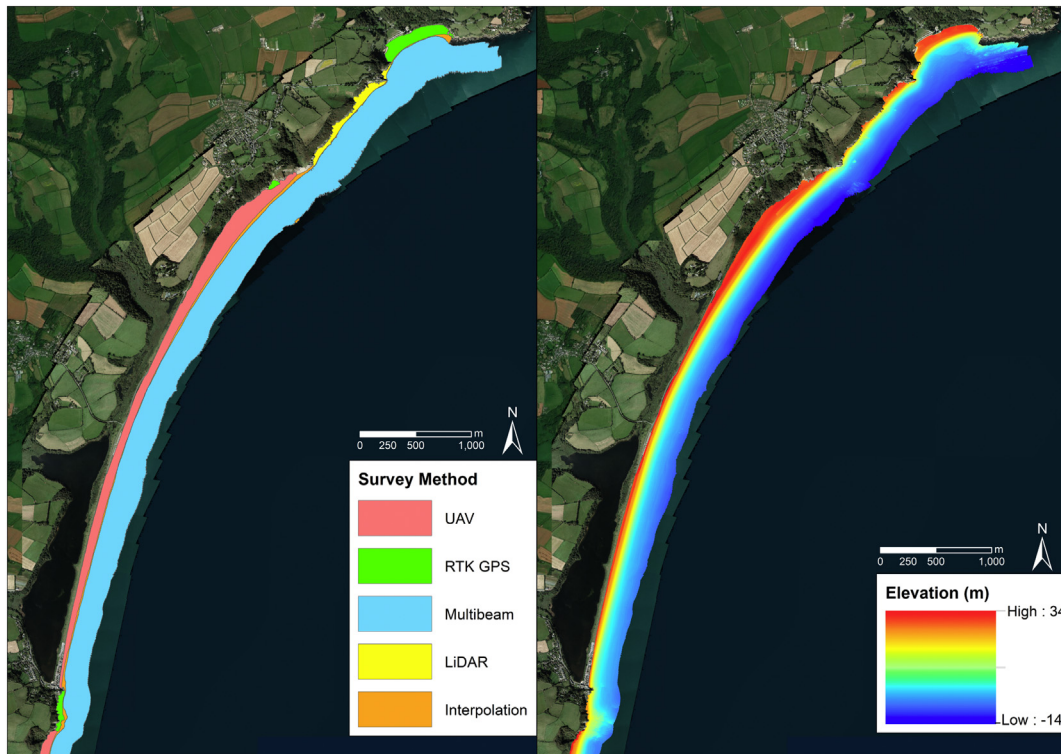 N
m
0 250 500 1,000
Survey Method
UAV
RTK GPS
Multibeam
LiDAR
Interpolation
N
m
0 250 500 1,000
Elevation (m)
High : 34
Low : -14